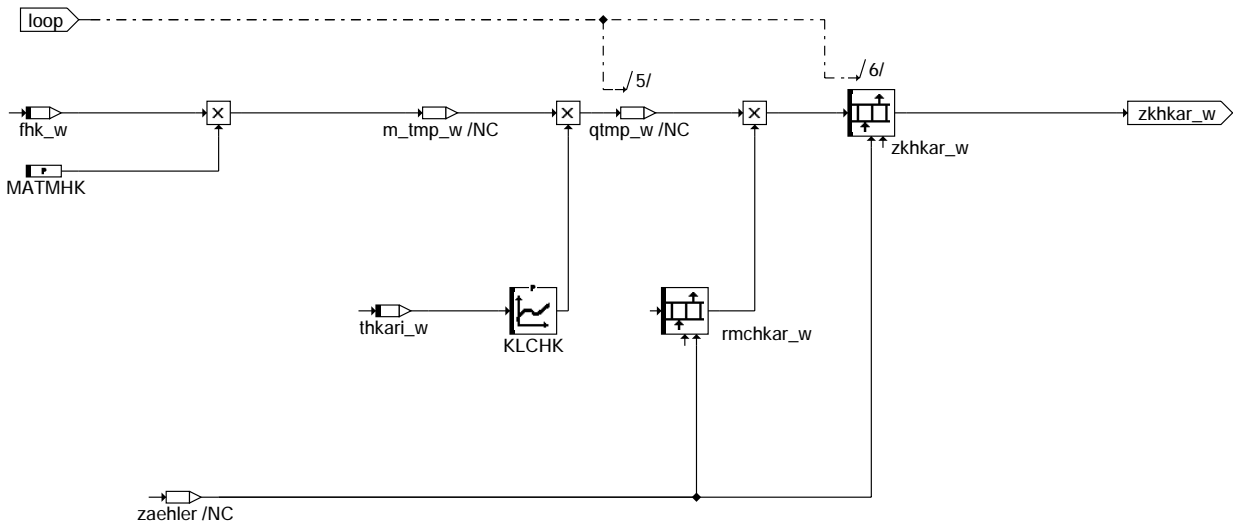 loop
/5/
/6/
fhk_w
m_tmp_w /NC
qtmp_w /NC
zkhkar_w
zkhkar_w
P
MATMHK
P
thkari_w
KLCHK
rmchkar_w
zaehler /NC